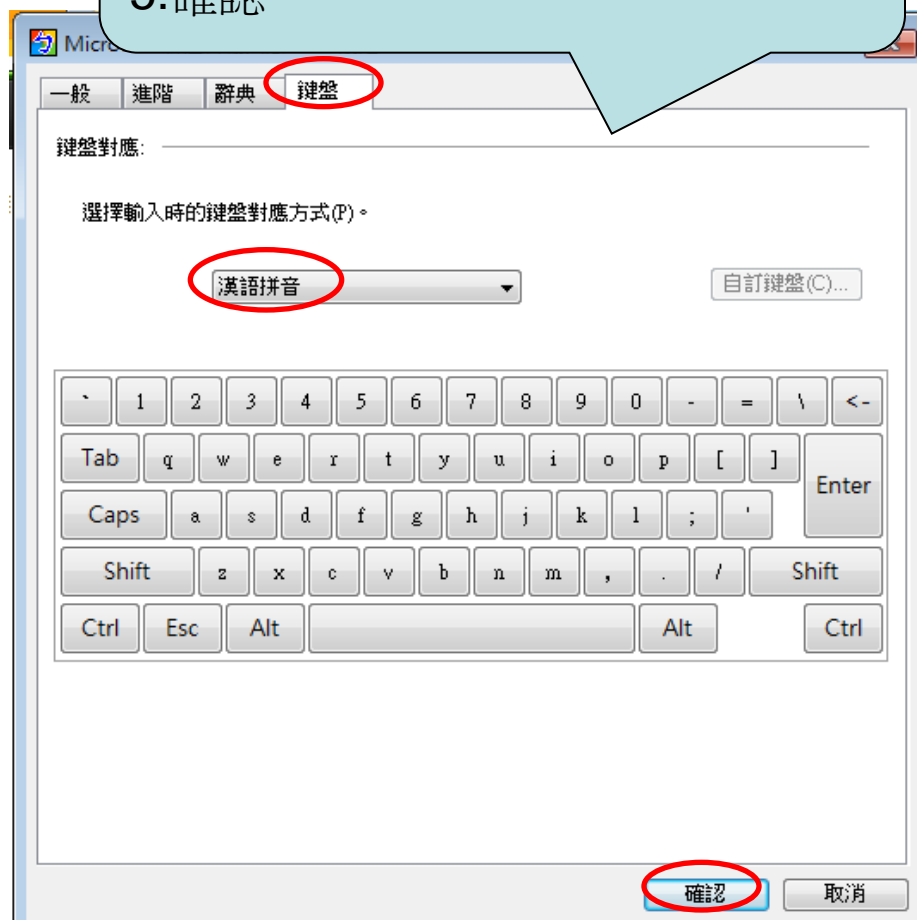 3.確認
Micro
一般 進階 辭典 鍵盤
鍵盤對應:
選擇輸入時的鍵盤對應方式(P)。
漢語拼音 自訂鍵盤(C)...
` 1 2 3 4 5 6 7 8 9 0 - = \ <-
Tab q w e r t y u i o p [ ] Enter
Caps a s d f g h j k l ; '
Shift z x c v b n m , . / Shift
Ctrl Esc Alt Alt Ctrl
確認 取消